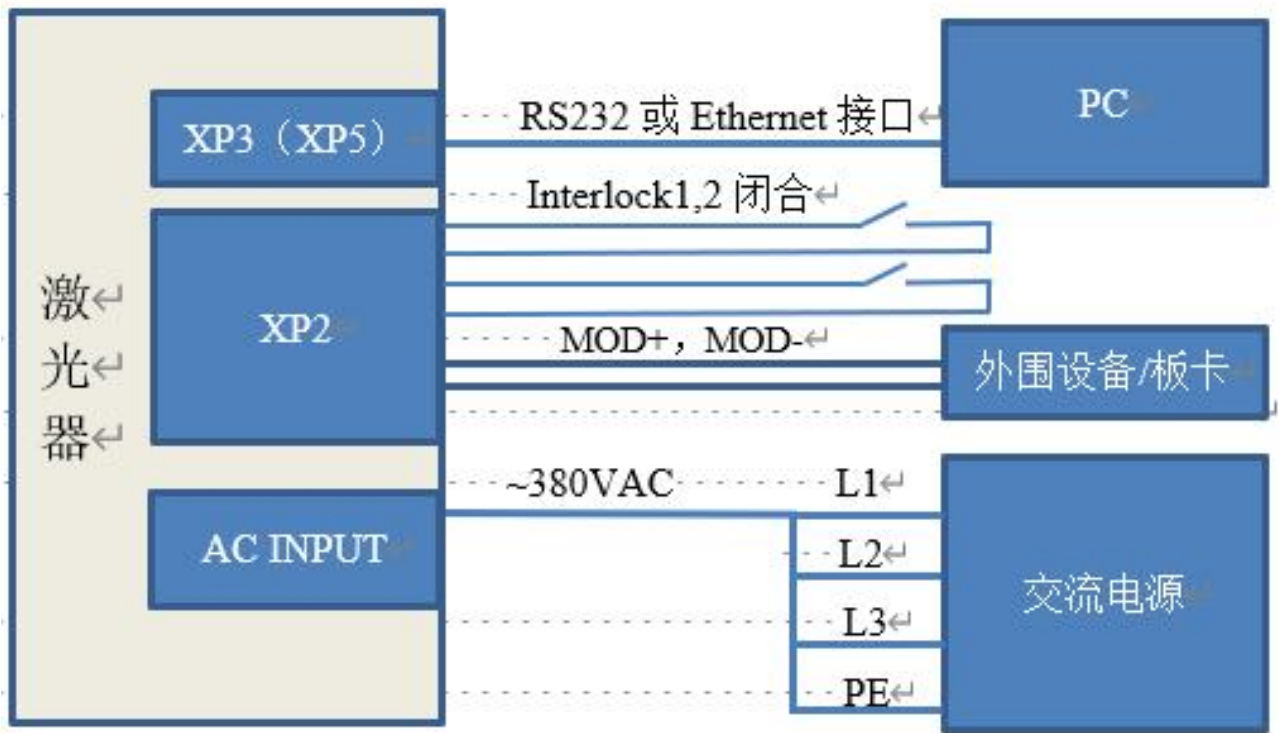 PC
RS232 或 Ethernet 接口
XP3（XP5）
Interlock1,2 闭合
激
光
器
XP2
MOD+，MOD-
外围设备/板卡
~380VAC
L1
AC INPUT
L2
交流电源
L3
PE